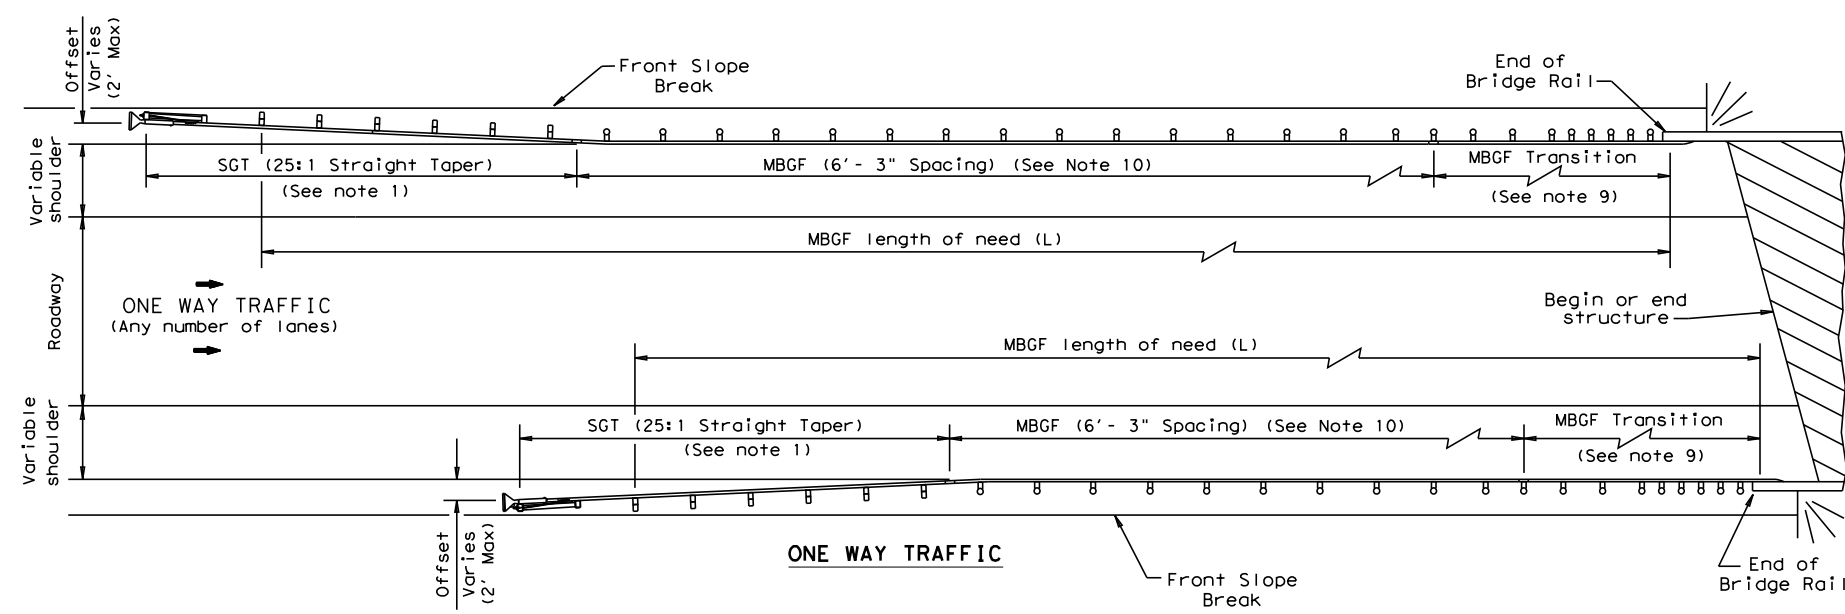 Offset
Varies
(2' Max)
Front Slope
Break
End of
Bridge Rail
Variable
shoulder
SGT (25:1 Straight Taper)
(See note 1)
MBGF (6'- 3" Spacing) (See Note 10)
MBGF Transition
(See note 9)
MBGF length of need (L)
Roadway
ONE WAY TRAFFIC
(Any number of lanes)
Begin or end
structure
MBGF length of need (L)
Variable
shoulder
SGT (25:1 Straight Taper)
(See note 1)
MBGF (6'- 3" Spacing) (See Note 10)
MBGF Transition
(See note 9)
Offset
Varies
(2' Max)
ONE WAY TRAFFIC
Front Slope
Break
End of
Bridge Rail